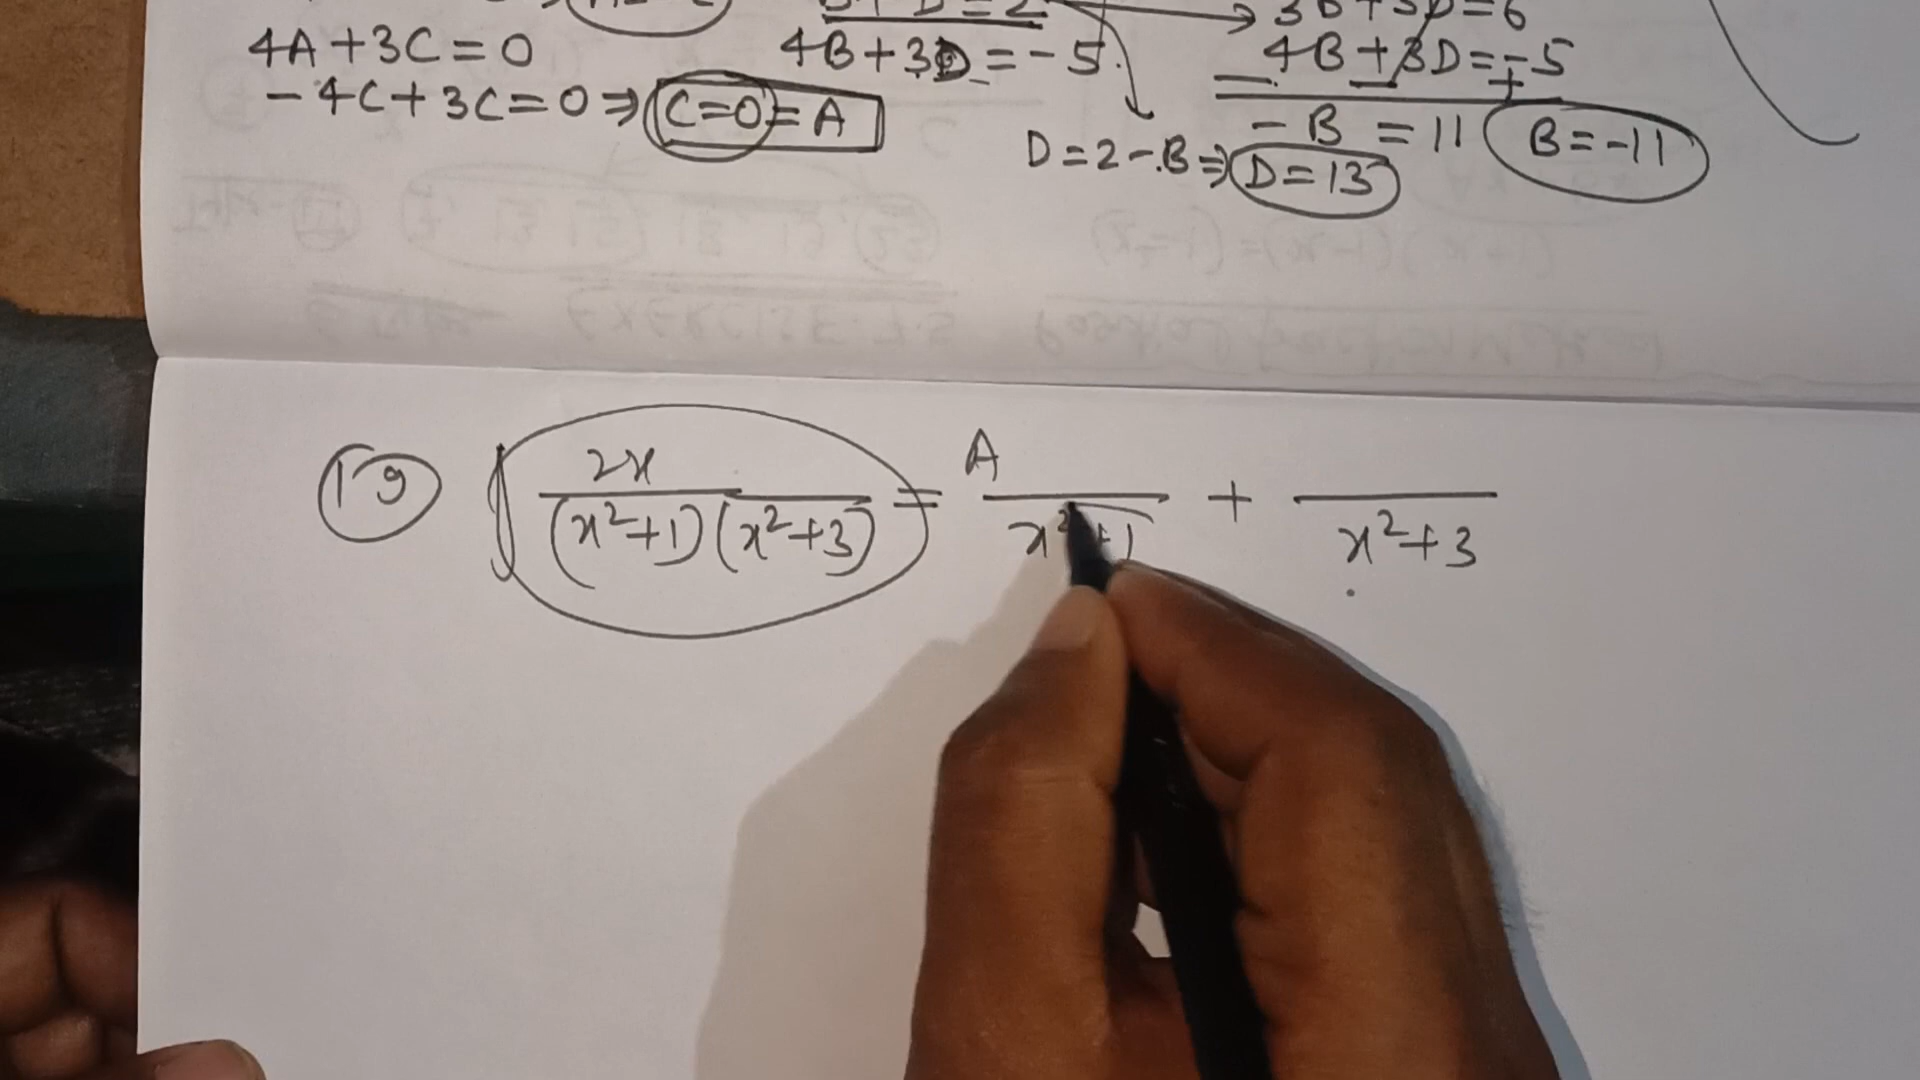 B + D = 2 → 3B + 3D = 6
4A + 3C = 0 4B + 3D = -5 4B + 3D = -5
-4C + 3C = 0 ⇒ C = 0 = A -B = 11 B = -11
D = 2 - B ⇒ D = 13
19 ∫ 2x / (x²+1)(x²+3) = A / x²+1 + / x²+3